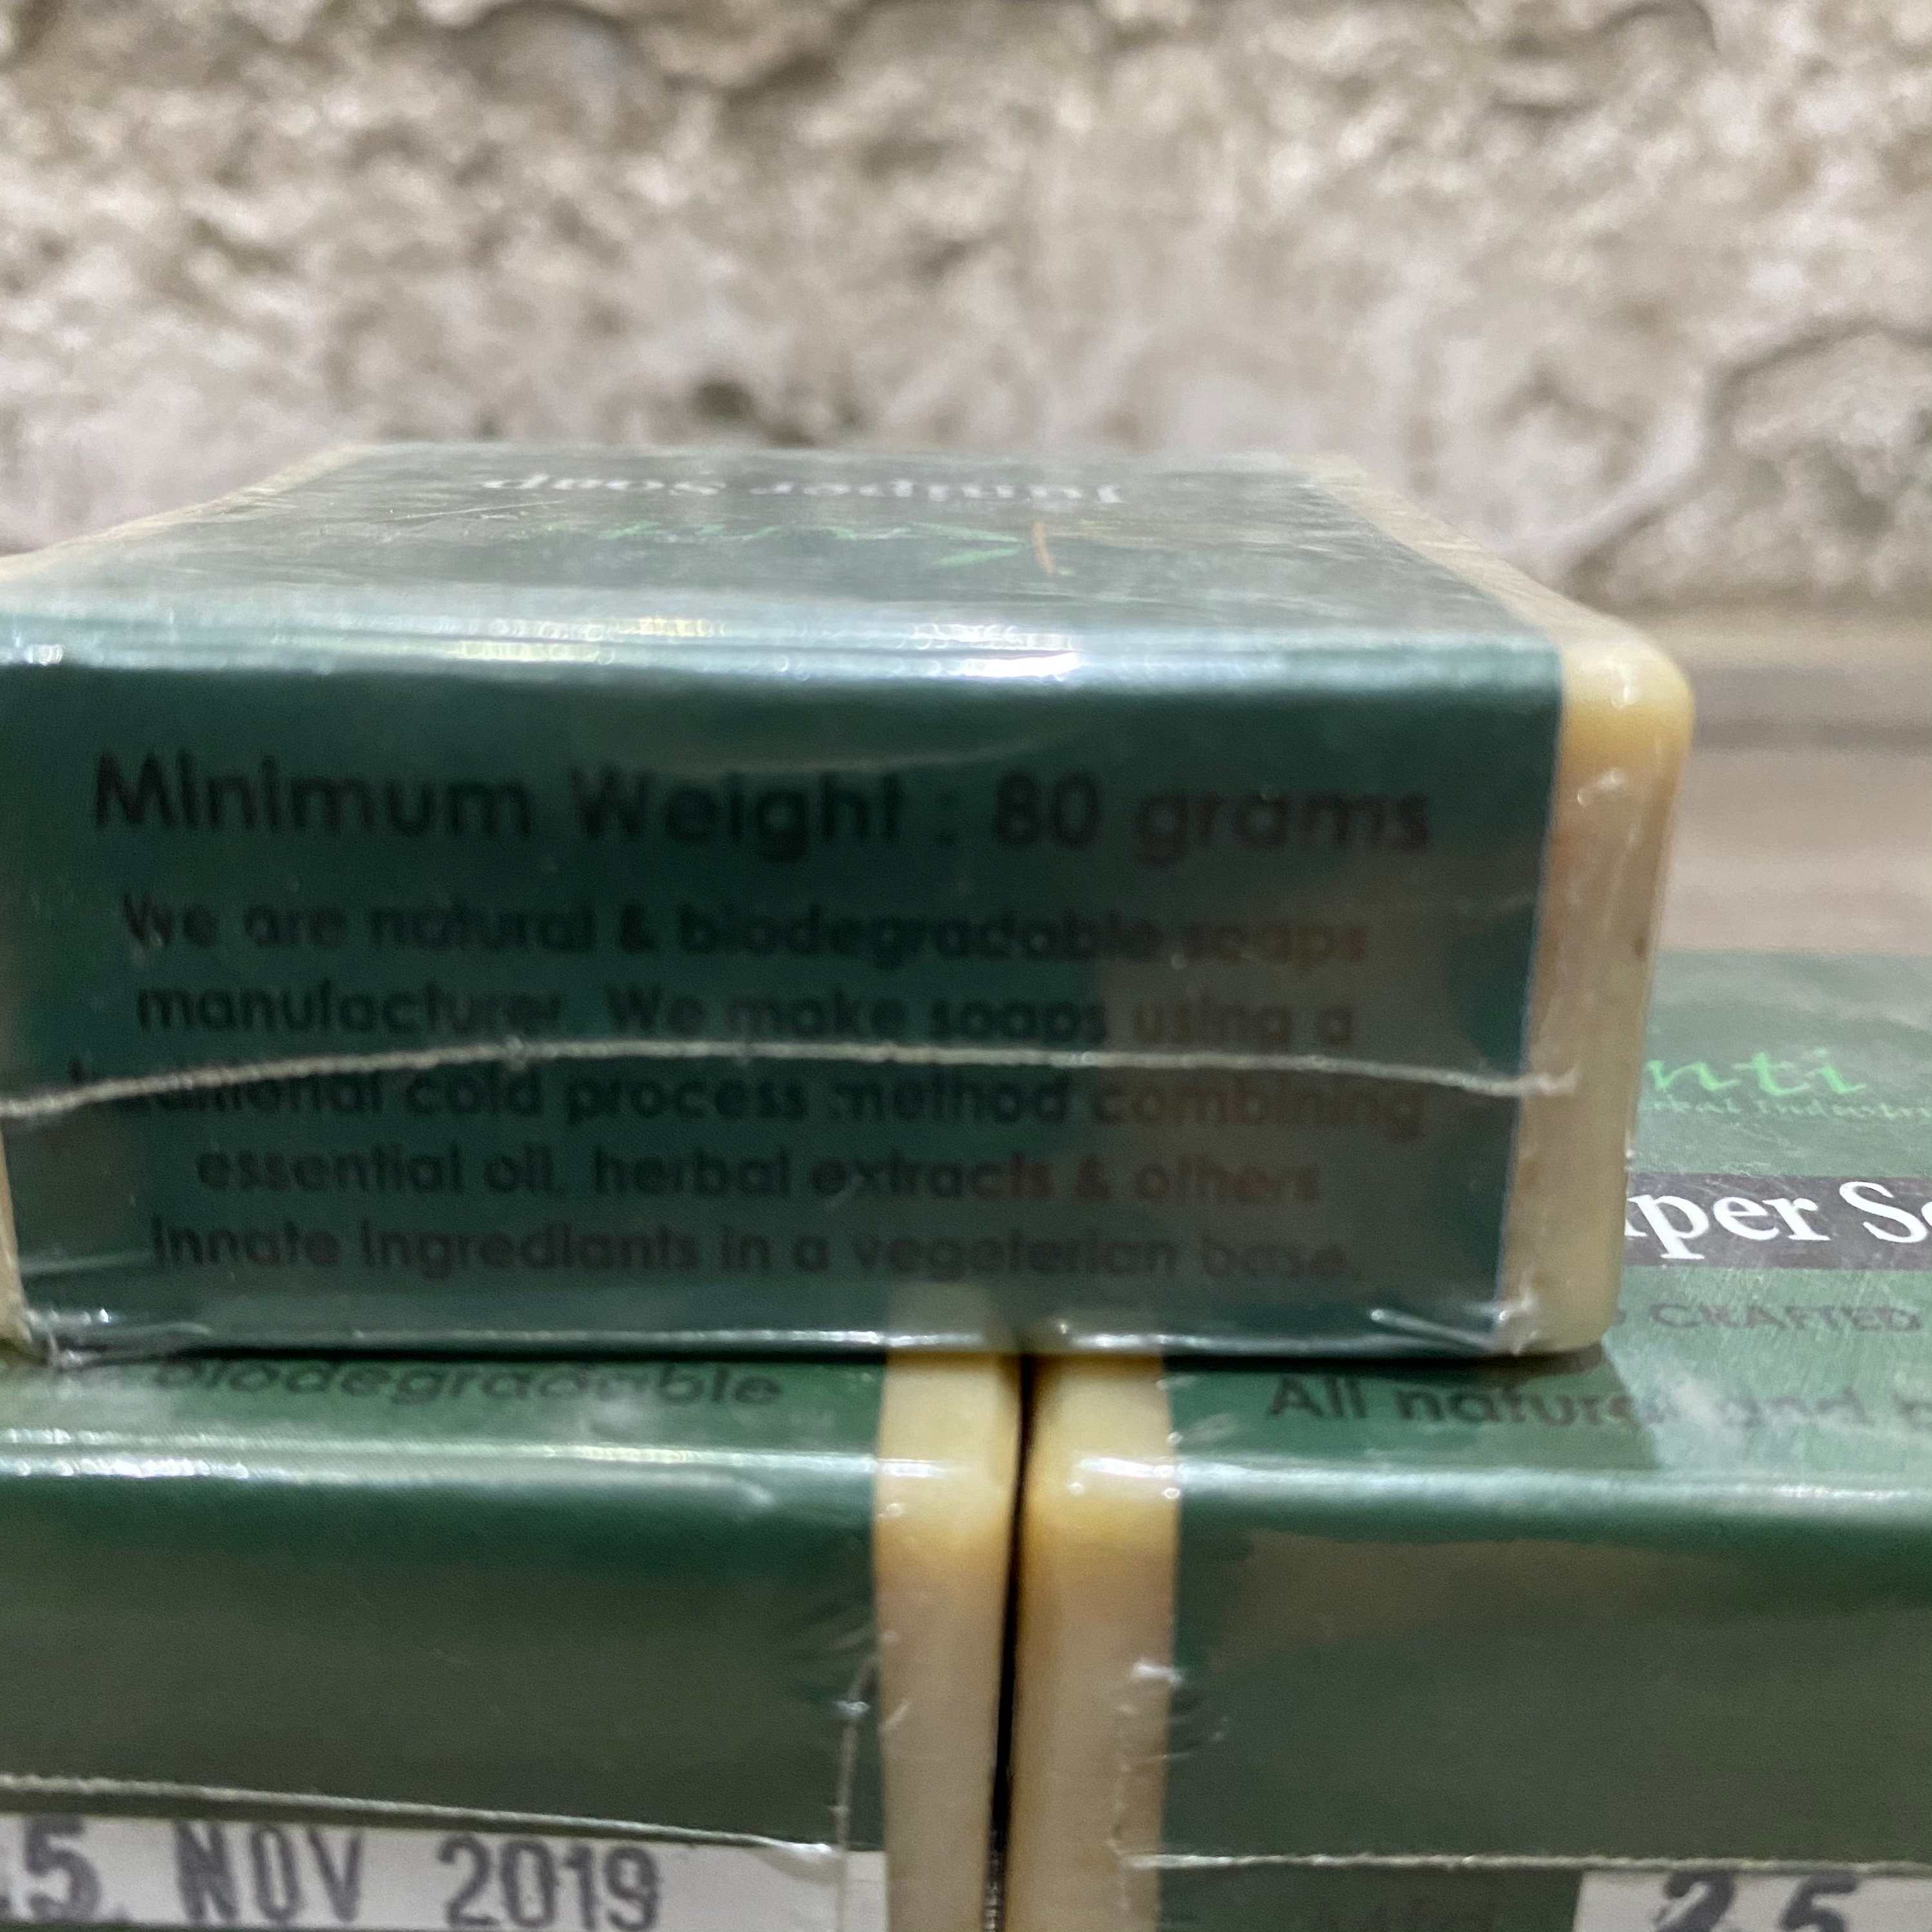 Juniper Soap
Minimum Weight : 80 grams
We are natural & biodegradable soaps
manufacturer. We make soaps using a
traditional cold process method combining
essential oil, herbal extracts & others
innate ingrediants in a vegeterian base.
nti
per So
CRAFTED
biodegradable
All natural and
5. NOV 2019
25